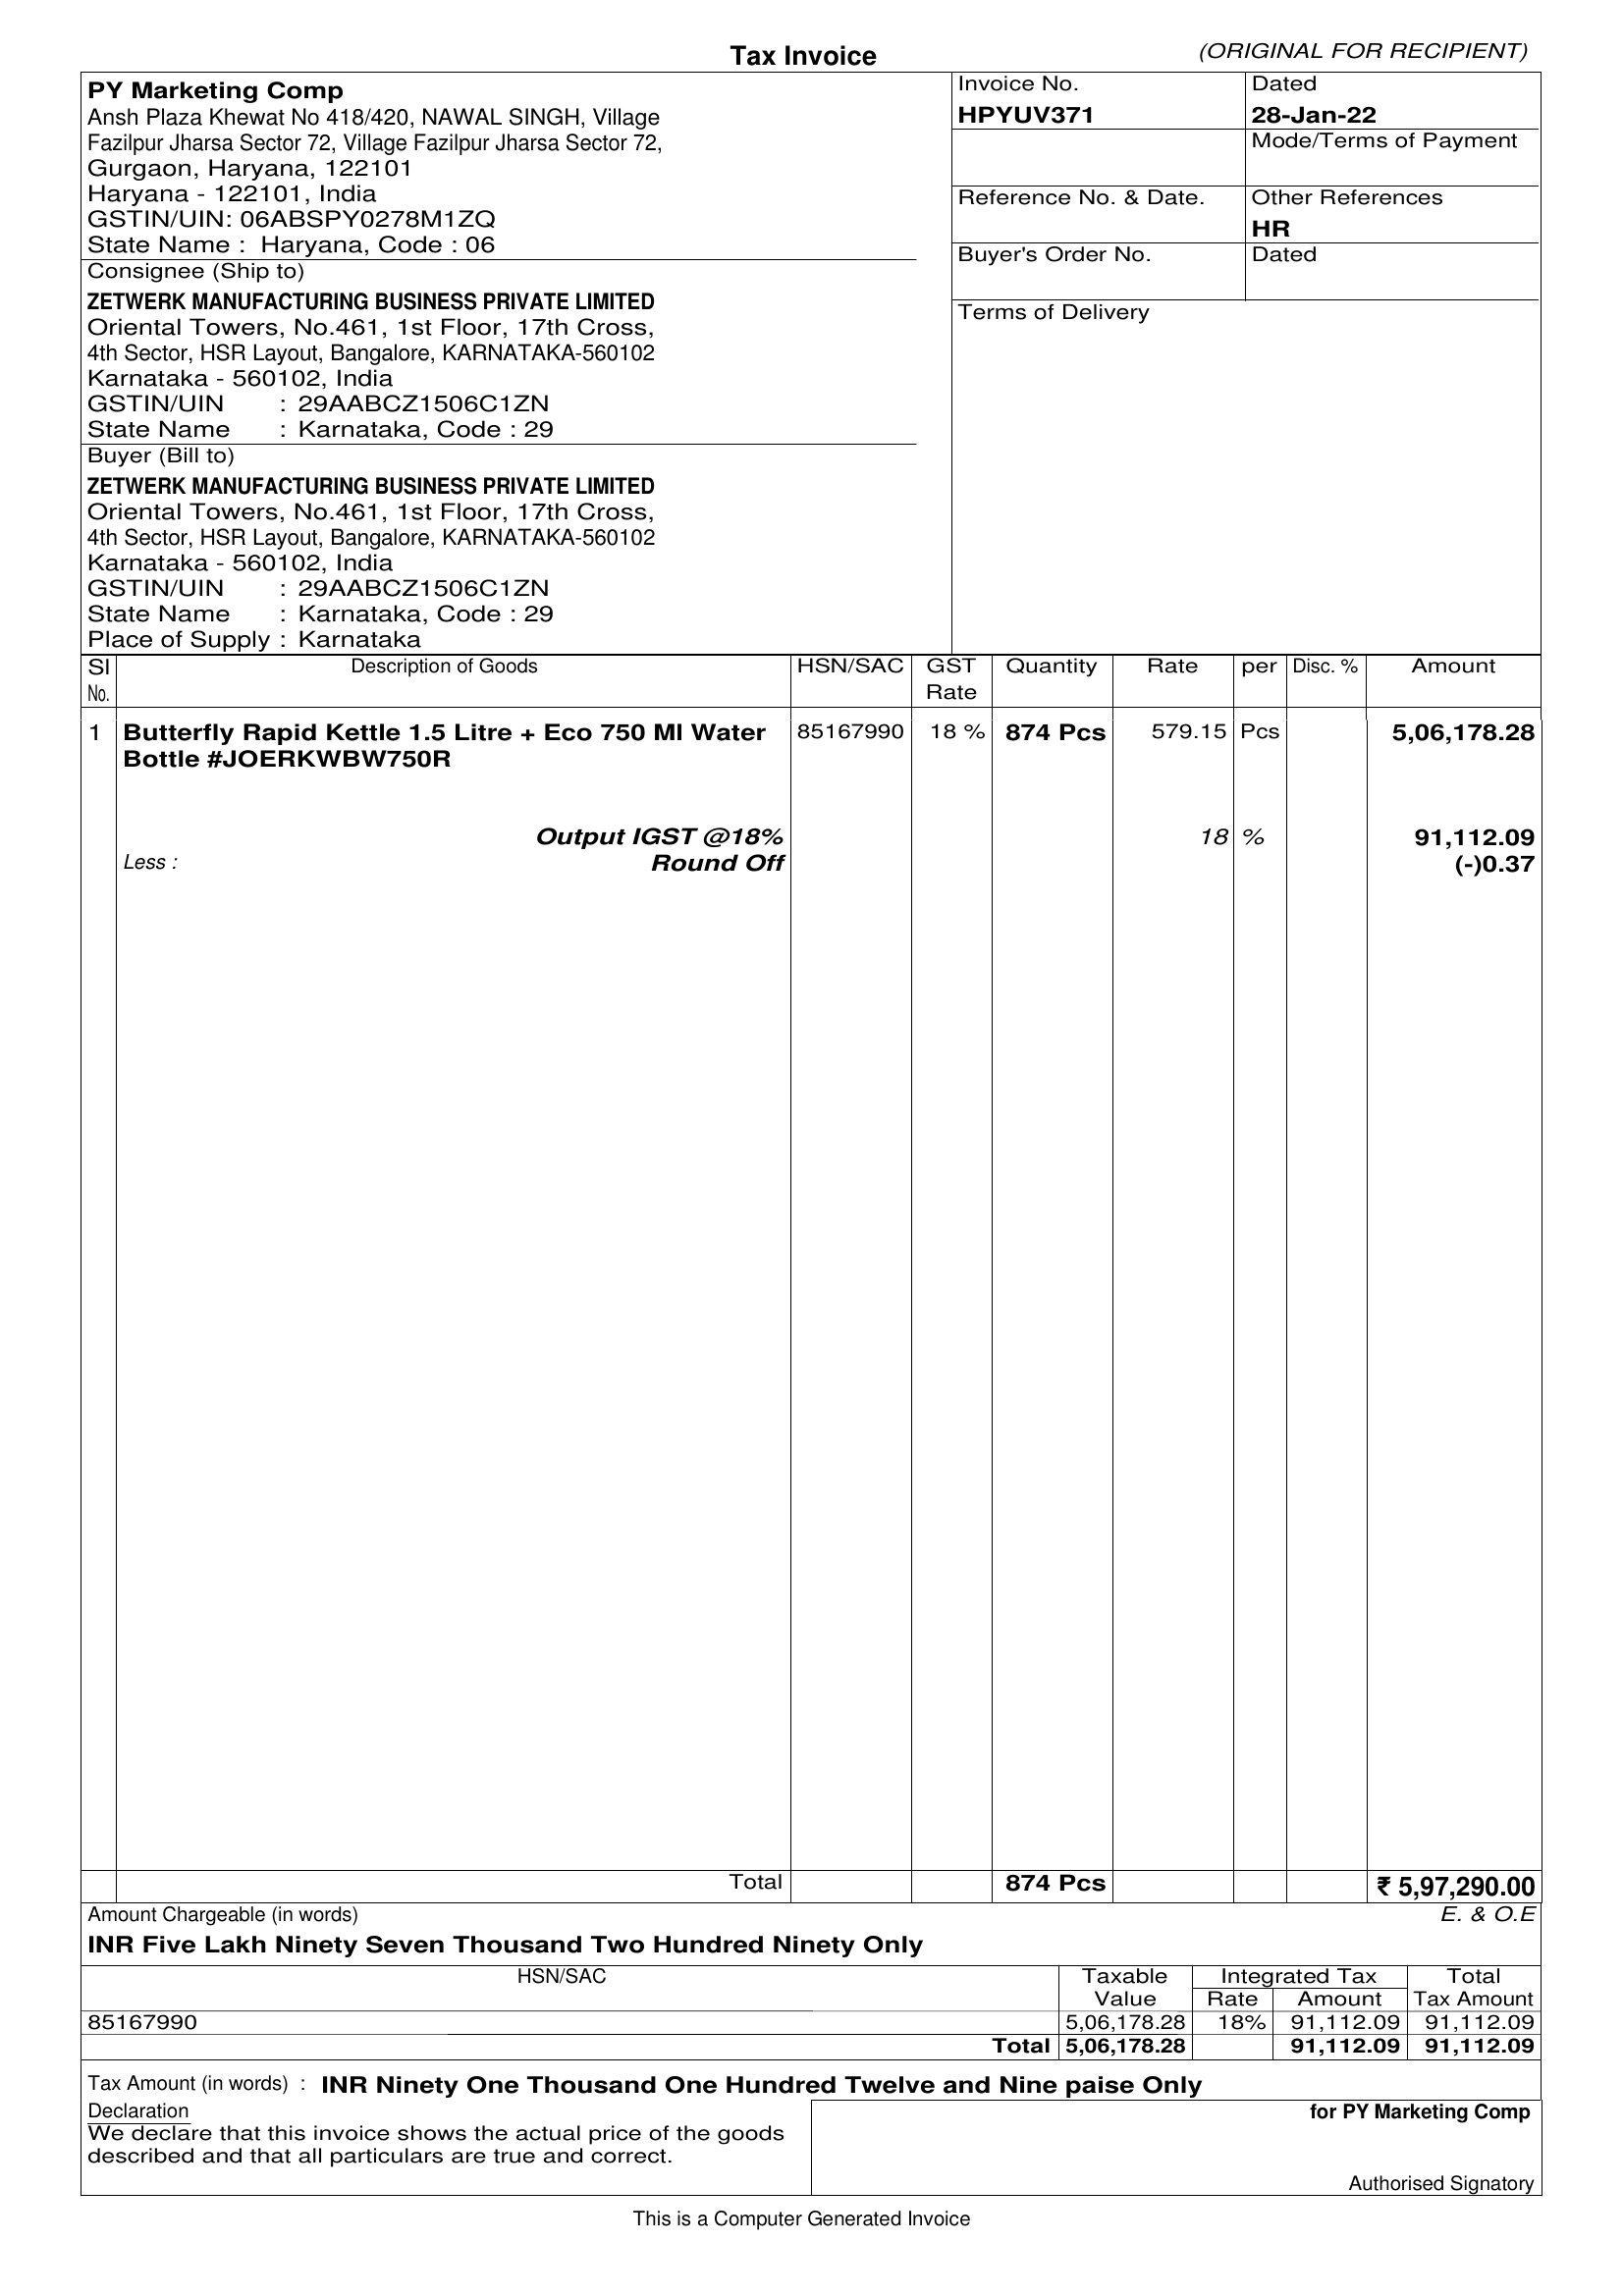 Tax Invoice
(ORIGINAL FOR RECIPIENT)
PY Marketing Comp
Ansh Plaza Khewat No 418/420, NAWAL SINGH, Village
Fazilpur Jharsa Sector 72, Village Fazilpur Jharsa Sector 72,
Gurgaon, Haryana, 122101
Haryana - 122101, India
GSTIN/UIN: 06ABSPY0278M1ZQ
State Name : Haryana, Code : 06
Invoice No.
HPYUV371
Dated
28-Jan-22
Mode/Terms of Payment
Reference No. & Date.
Other References
HR
Buyer's Order No.
Dated
Terms of Delivery
Consignee (Ship to)
ZETWERK MANUFACTURING BUSINESS PRIVATE LIMITED
Oriental Towers, No.461, 1st Floor, 17th Cross,
4th Sector, HSR Layout, Bangalore, KARNATAKA-560102
Karnataka - 560102, India
GSTIN/UIN : 29AABCZ1506C1ZN
State Name : Karnataka, Code : 29
Buyer (Bill to)
ZETWERK MANUFACTURING BUSINESS PRIVATE LIMITED
Oriental Towers, No.461, 1st Floor, 17th Cross,
4th Sector, HSR Layout, Bangalore, KARNATAKA-560102
Karnataka - 560102, India
GSTIN/UIN : 29AABCZ1506C1ZN
State Name : Karnataka, Code : 29
Place of Supply : Karnataka
Sl Description of Goods HSN/SAC GST Quantity Rate per Disc. % Amount
No. Rate
1 Butterfly Rapid Kettle 1.5 Litre + Eco 750 Ml Water 85167990 18 % 874 Pcs 579.15 Pcs 5,06,178.28
Bottle #JOERKWBW750R
Output IGST @18% 18 % 91,112.09
Less : Round Off (-)0.37
Total 874 Pcs ₹ 5,97,290.00
Amount Chargeable (in words) E. & O.E
INR Five Lakh Ninety Seven Thousand Two Hundred Ninety Only
HSN/SAC Taxable Integrated Tax Total
Value Rate Amount Tax Amount
85167990 5,06,178.28 18% 91,112.09 91,112.09
Total 5,06,178.28 91,112.09 91,112.09
Tax Amount (in words) : INR Ninety One Thousand One Hundred Twelve and Nine paise Only
Declaration
We declare that this invoice shows the actual price of the goods
described and that all particulars are true and correct.
for PY Marketing Comp
Authorised Signatory
This is a Computer Generated Invoice